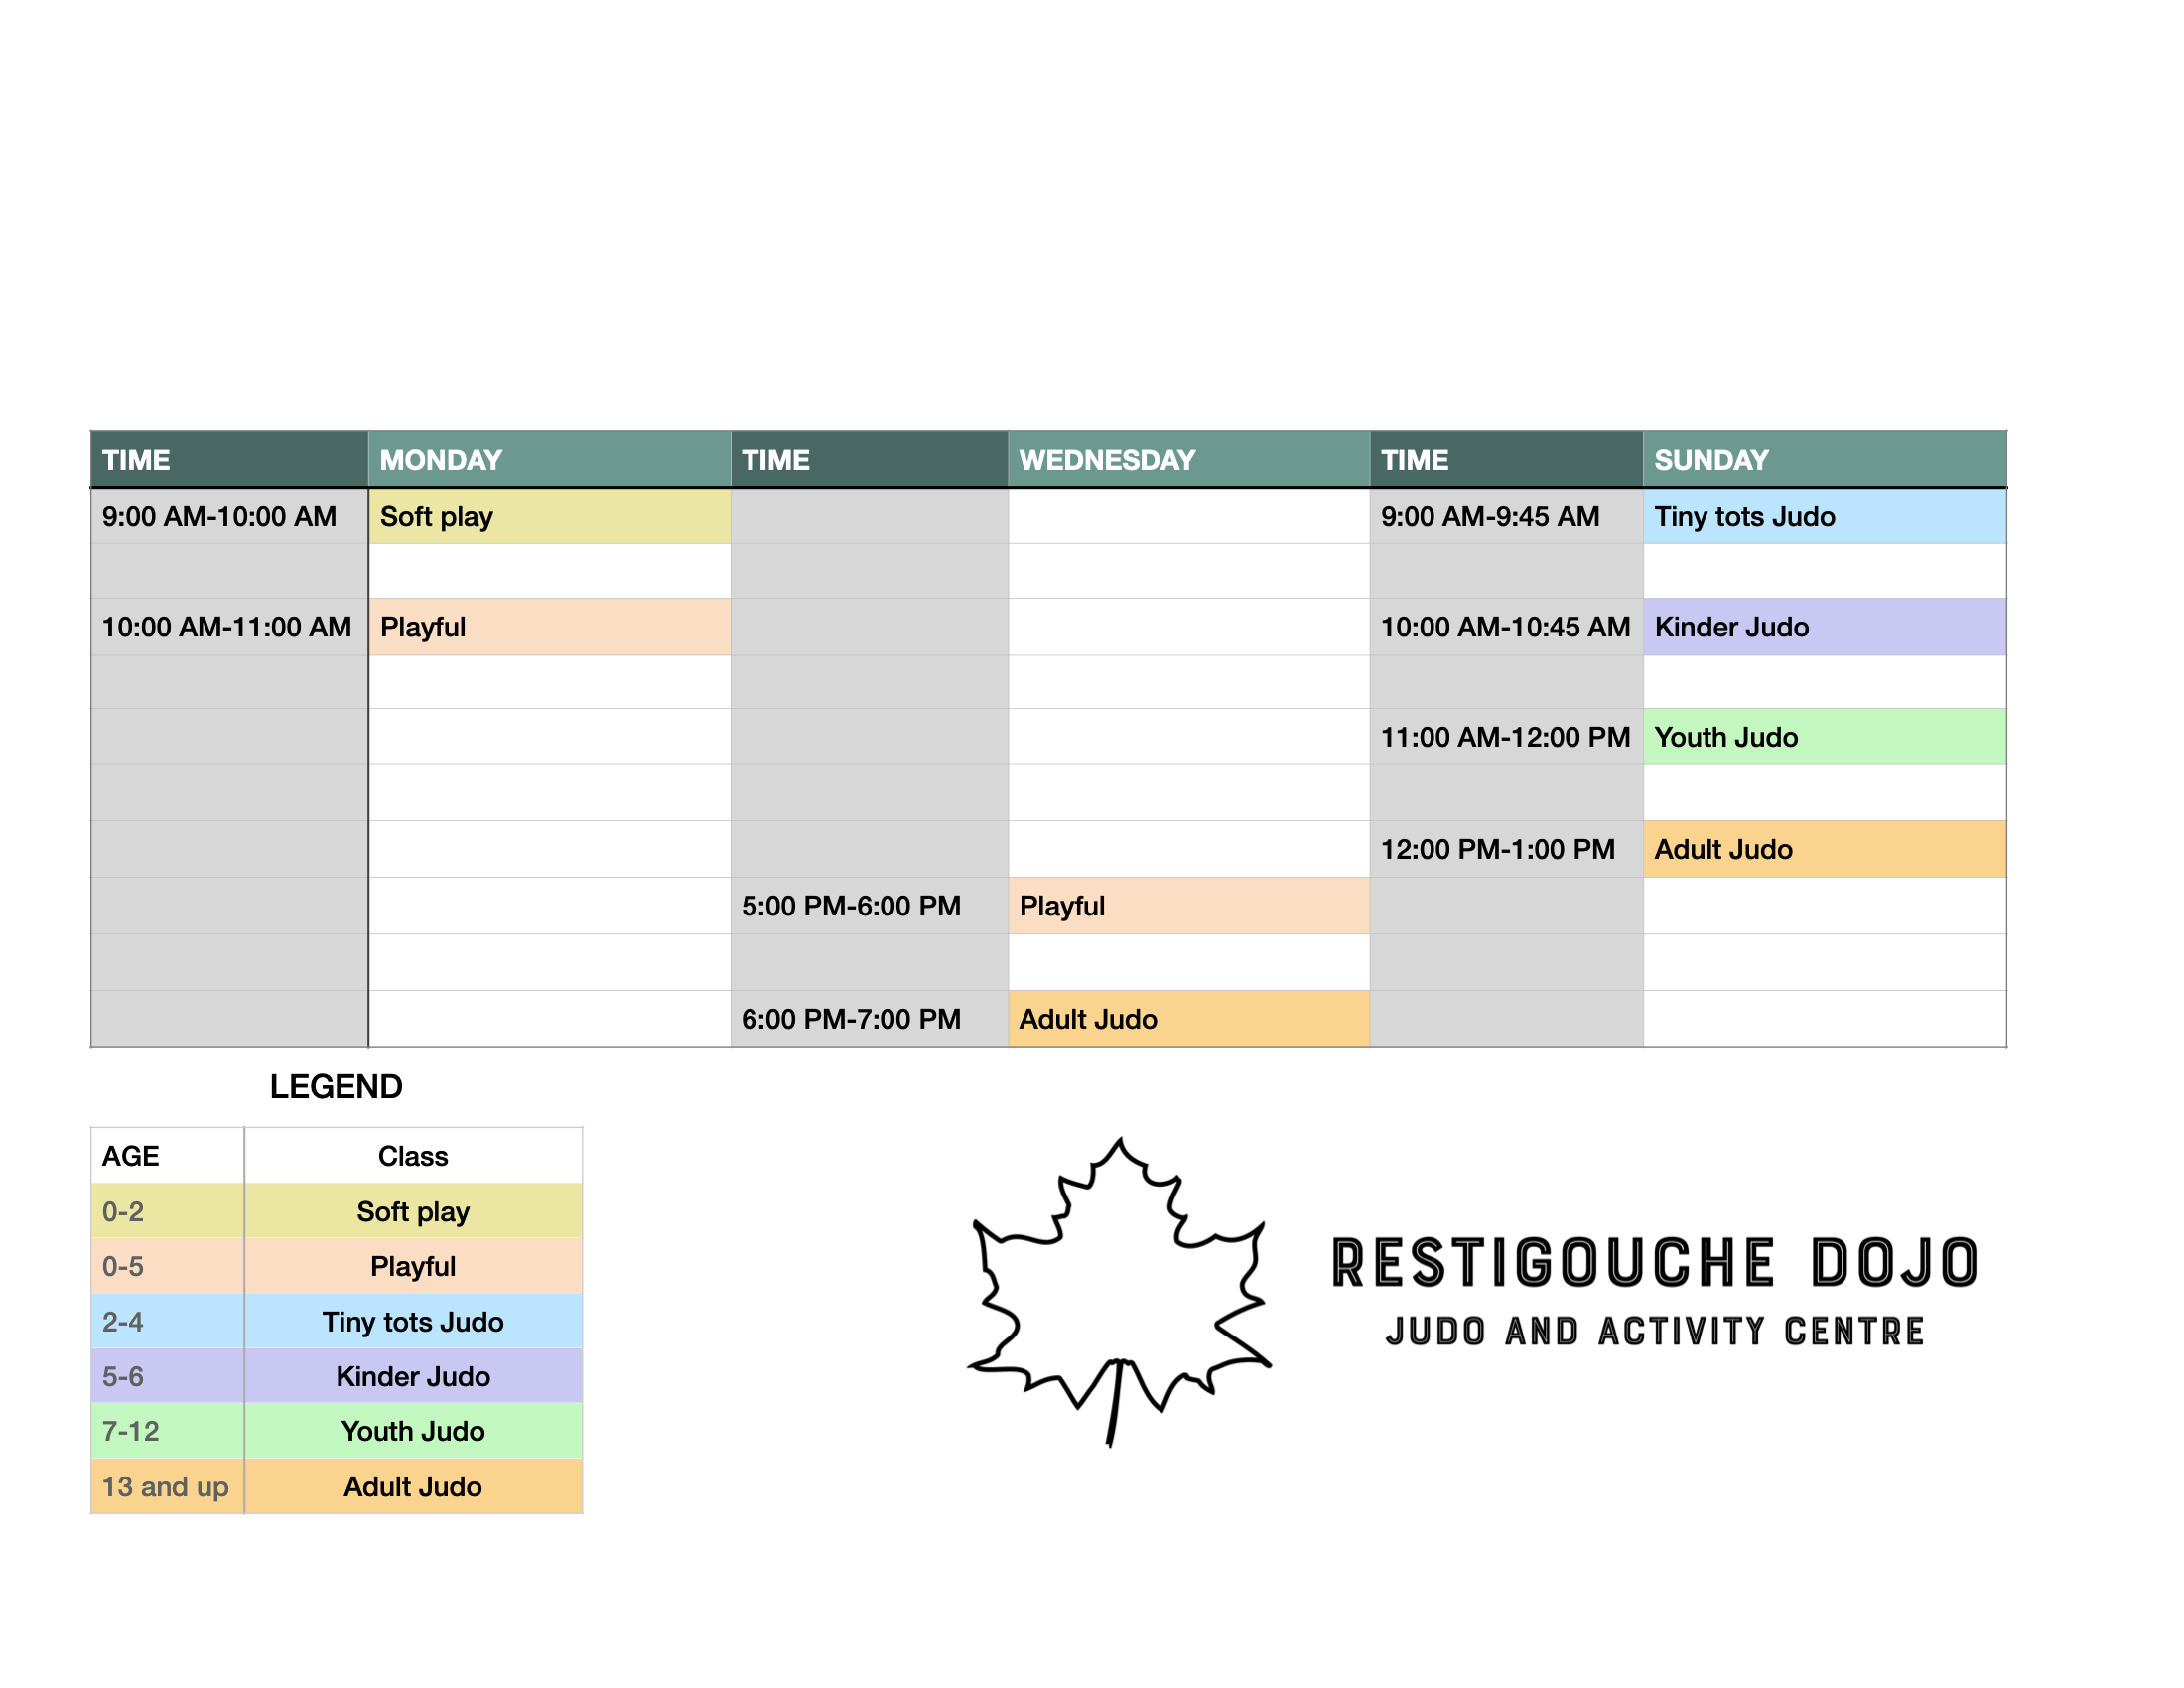 TIME MONDAY TIME WEDNESDAY TIME SUNDAY
9:00 AM-10:00 AM Soft play 9:00 AM-9:45 AM Tiny tots Judo
10:00 AM-11:00 AM Playful 10:00 AM-10:45 AM Kinder Judo
11:00 AM-12:00 PM Youth Judo
12:00 PM-1:00 PM Adult Judo
5:00 PM-6:00 PM Playful
6:00 PM-7:00 PM Adult Judo
LEGEND
AGE Class
0-2 Soft play
0-5 Playful
2-4 Tiny tots Judo
5-6 Kinder Judo
7-12 Youth Judo
13 and up Adult Judo
RESTIGOUCHE DOJO
JUDO AND ACTIVITY CENTRE